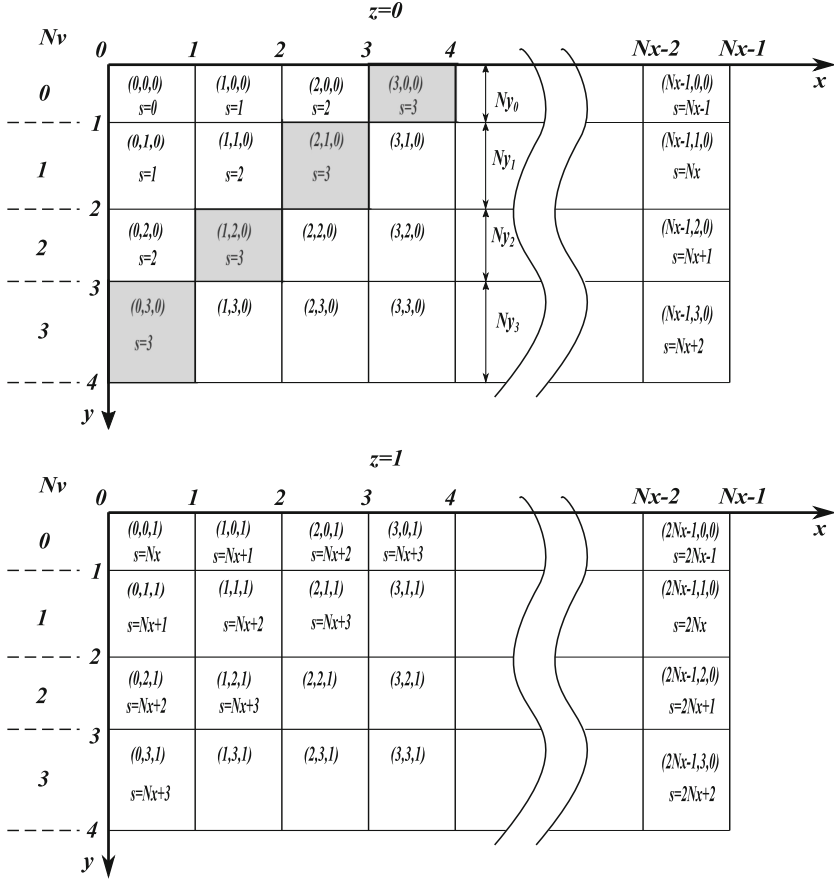 z=0
Nv
0 1 2 3 4 Nx-2 Nx-1
x
0
(0,0,0) (1,0,0) (2,0,0) (3,0,0) Ny0 (Nx-1,0,0)
s=0 s=1 s=2 s=3 s=Nx-1
1
(0,1,0) (1,1,0) (2,1,0) (3,1,0) Ny1 (Nx-1,1,0)
1
s=1 s=2 s=3 s=Nx
2
(0,2,0) (1,2,0) (2,2,0) (3,2,0) Ny2 (Nx-1,2,0)
2
s=2 s=3 s=Nx+1
3
(0,3,0) (1,3,0) (2,3,0) (3,3,0) Ny3 (Nx-1,3,0)
3
s=3 s=Nx+2
4
y
z=1
Nv
0 1 2 3 4 Nx-2 Nx-1
x
0
(0,0,1) (1,0,1) (2,0,1) (3,0,1) (2Nx-1,0,0)
s=Nx s=Nx+1 s=Nx+2 s=Nx+3 s=2Nx-1
1
(0,1,1) (1,1,1) (2,1,1) (3,1,1) (2Nx-1,1,0)
1
s=Nx+1 s=Nx+2 s=Nx+3 s=2Nx
2
(0,2,1) (1,2,1) (2,2,1) (3,2,1) (2Nx-1,2,0)
2
s=Nx+2 s=Nx+3 s=2Nx+1
3
(0,3,1) (1,3,1) (2,3,1) (3,3,1) (2Nx-1,3,0)
3
s=Nx+3 s=2Nx+2
4
y